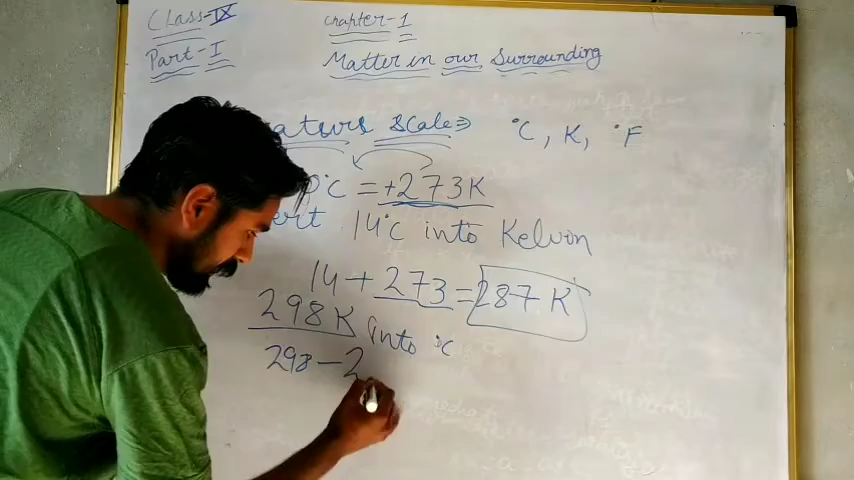 Class-IX
Chapter-1
Part-I
Matter in our Surrounding
Scale⇒ °C, K, °F
0°C = +273K
14°C into Kelvin
14 + 273 = 287 K
298 K into °C
298 - 2